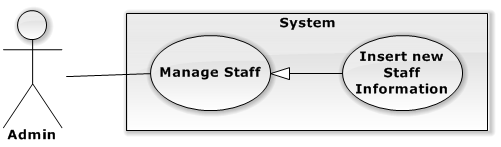 System
Manage Staff
Insert new
Staff
Information
Admin